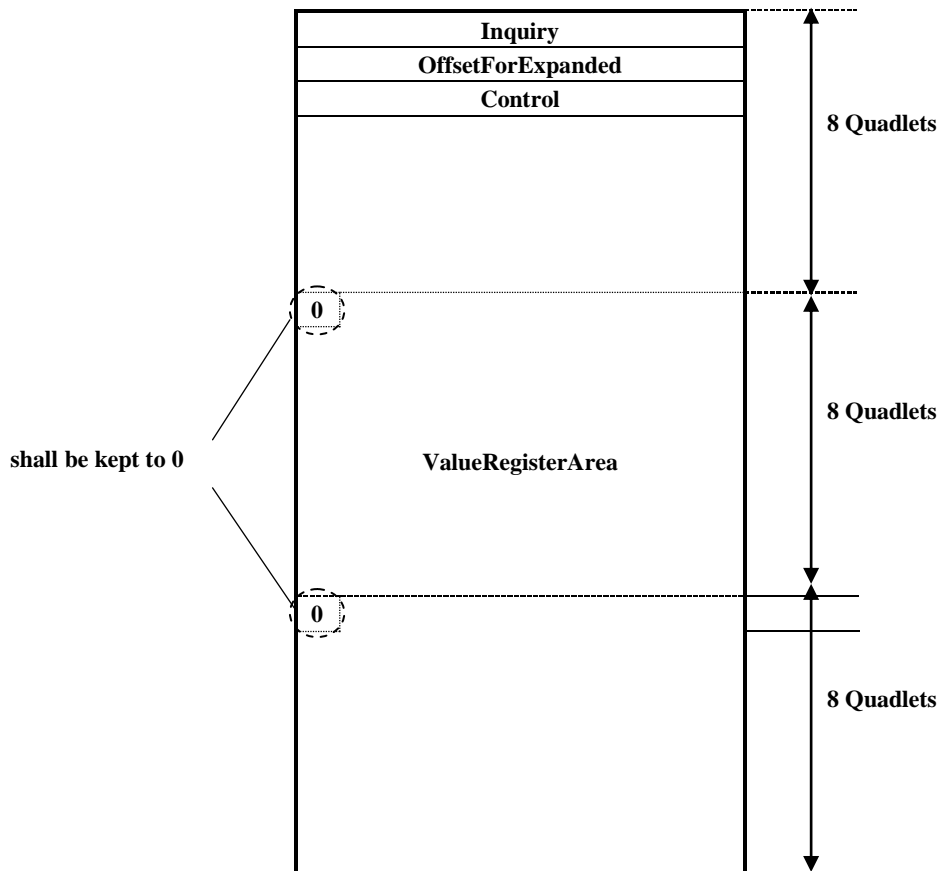 Inquiry
OffsetForExpanded
Control
8 Quadlets
0
8 Quadlets
shall be kept to 0
ValueRegisterArea
0
8 Quadlets